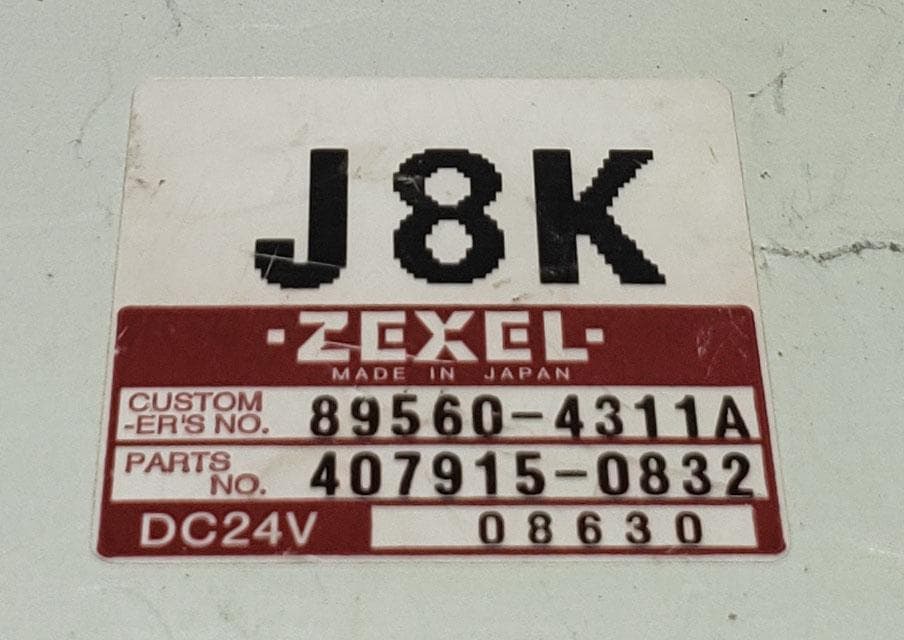 J8K
·ZEXEL·
MADE IN JAPAN
CUSTOM
-ER'S NO. 89560-4311A
PARTS
NO. 407915-0832
DC24V 08630